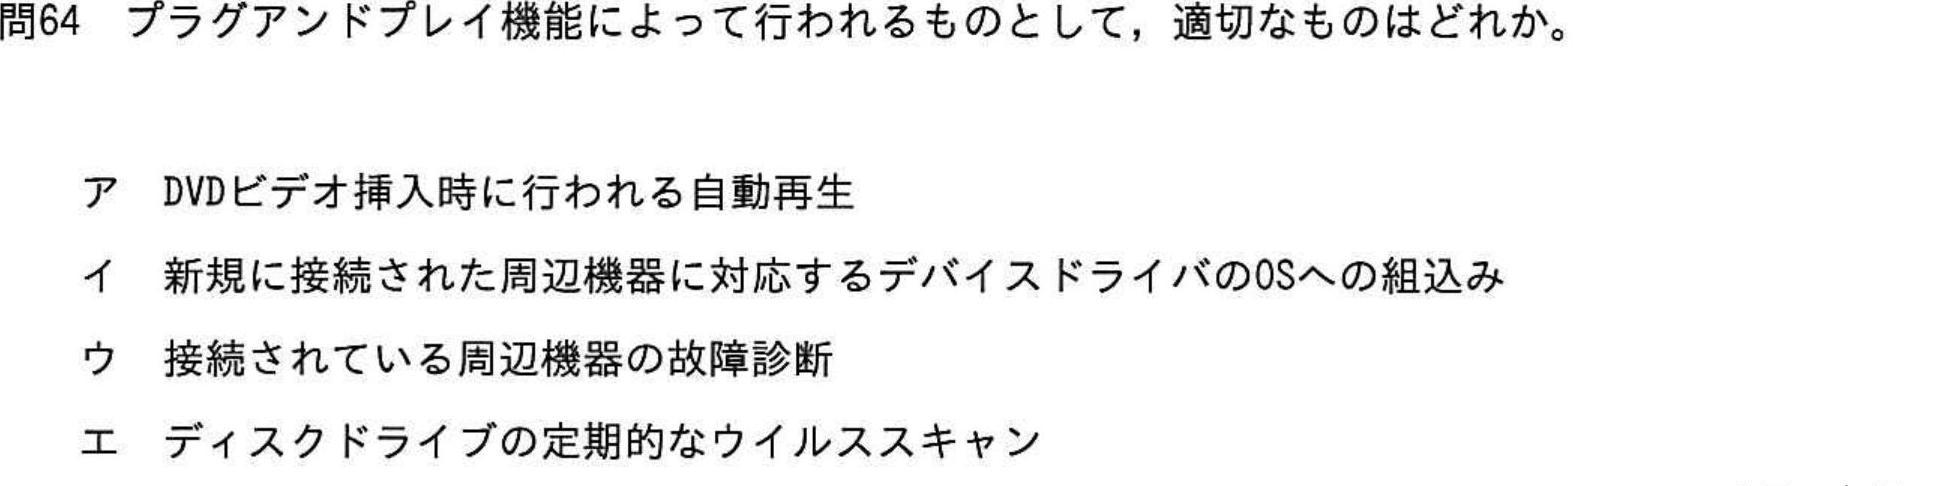 問64　プラグアンドプレイ機能によって行われるものとして，適切なものはどれか。
ア　DVDビデオ挿入時に行われる自動再生
イ　新規に接続された周辺機器に対応するデバイスドライバのOSへの組込み
ウ　接続されている周辺機器の故障診断
エ　ディスクドライブの定期的なウイルススキャン